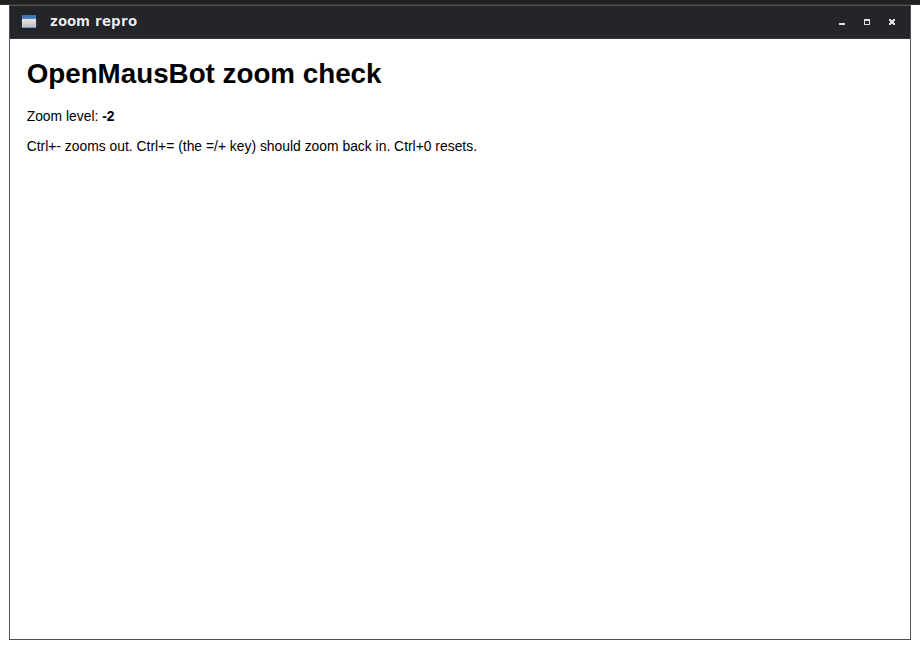 zoom repro
OpenMausBot zoom check
Zoom level: -2
Ctrl+- zooms out. Ctrl+= (the =/+ key) should zoom back in. Ctrl+0 resets.